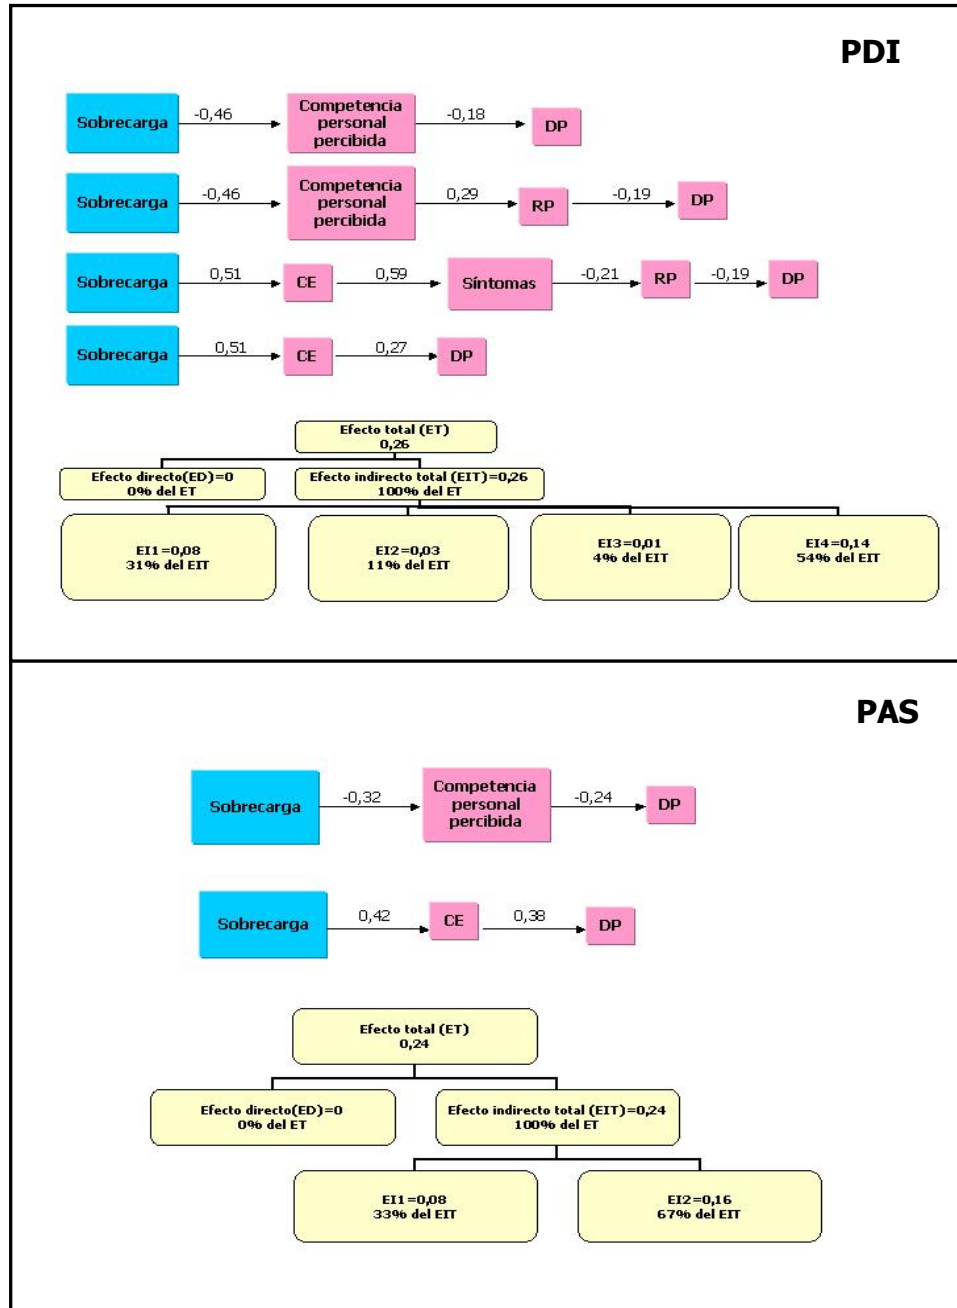 PDI
Sobrecarga
-0,46
Competencia
personal
percibida
-0,18
DP
Sobrecarga
-0,46
Competencia
personal
percibida
0,29
RP
-0,19
DP
Sobrecarga
0,51
CE
0,59
Síntomas
-0,21
RP
-0,19
DP
Sobrecarga
0,51
CE
0,27
DP
Efecto total (ET)
0,26
Efecto directo(ED)=0
0% del ET
Efecto indirecto total (EIT)=0,26
100% del ET
EI1=0,08
31% del EIT
EI2=0,03
11% del EIT
EI3=0,01
4% del EIT
EI4=0,14
54% del EIT
PAS
Sobrecarga
-0,32
Competencia
personal
percibida
-0,24
DP
Sobrecarga
0,42
CE
0,38
DP
Efecto total (ET)
0,24
Efecto directo(ED)=0
0% del ET
Efecto indirecto total (EIT)=0,24
100% del ET
EI1=0,08
33% del EIT
EI2=0,16
67% del EIT